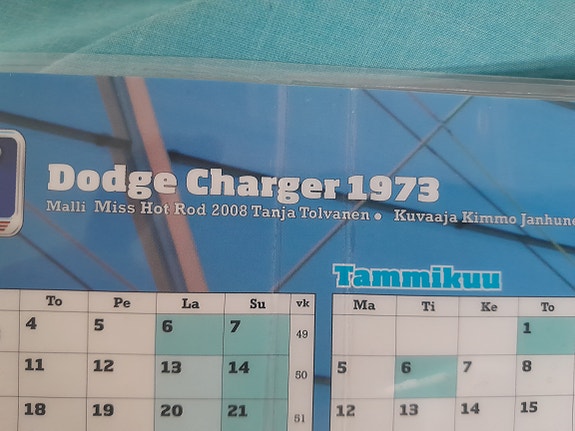 Dodge Charger 1973
Malli Miss Hot Rod 2008 Tanja Tolvanen • Kuvaaja Kimmo Janhune
Tammikuu
To Pe La Su vk
4 5 6 7 49
11 12 13 14 50
18 19 20 21 51
Ma Ti Ke To
1
5 6 7 8
12 13 14 15